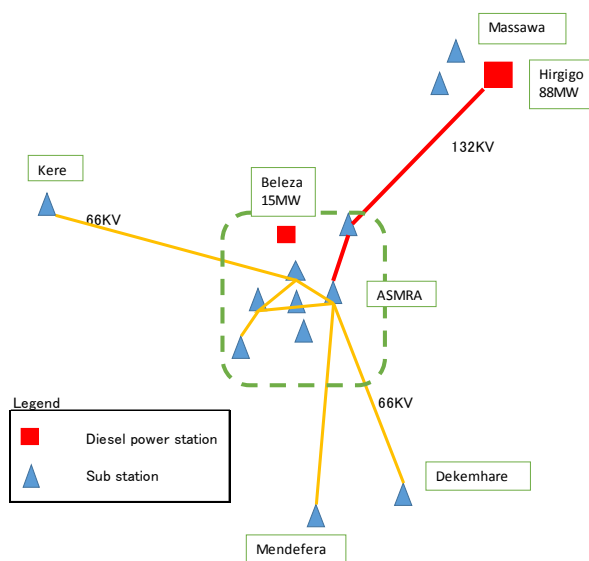 Massawa
Hirgigo
88MW
132KV
Kere
Beleza
15MW
66KV
ASMRA
66KV
Legend
Diesel power station
Sub station
Dekemhare
Mendefera